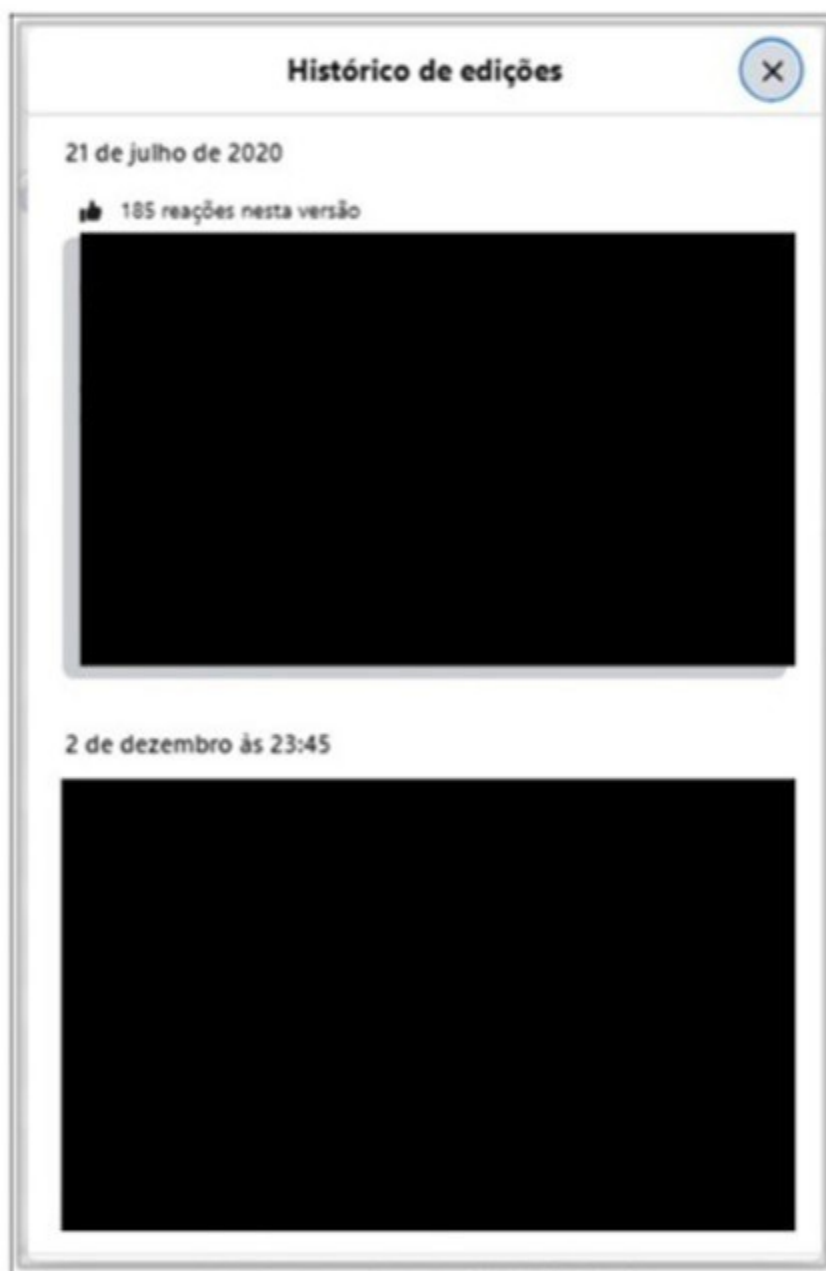 Histórico de edições
21 de julho de 2020
185 reações nesta versão
2 de dezembro às 23:45